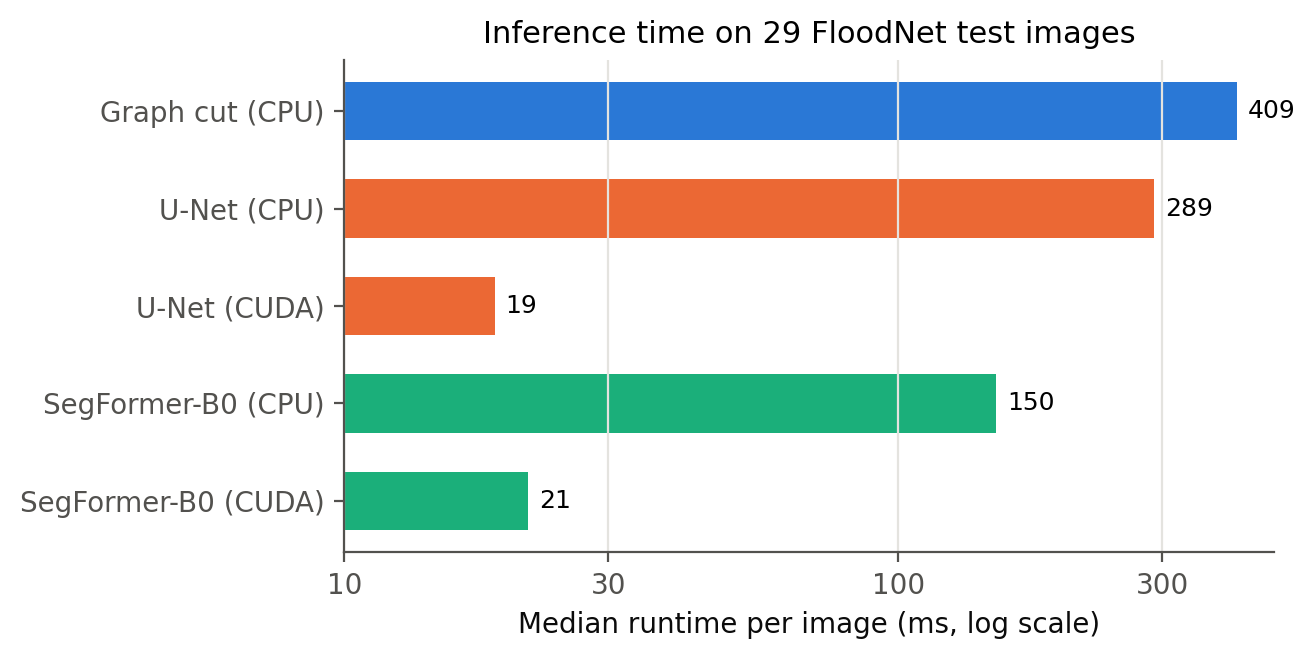 Inference time on 29 FloodNet test images
Graph cut (CPU)
409
U-Net (CPU)
289
U-Net (CUDA)
19
SegFormer-B0 (CPU)
150
SegFormer-B0 (CUDA)
21
10 30 100 300
Median runtime per image (ms, log scale)